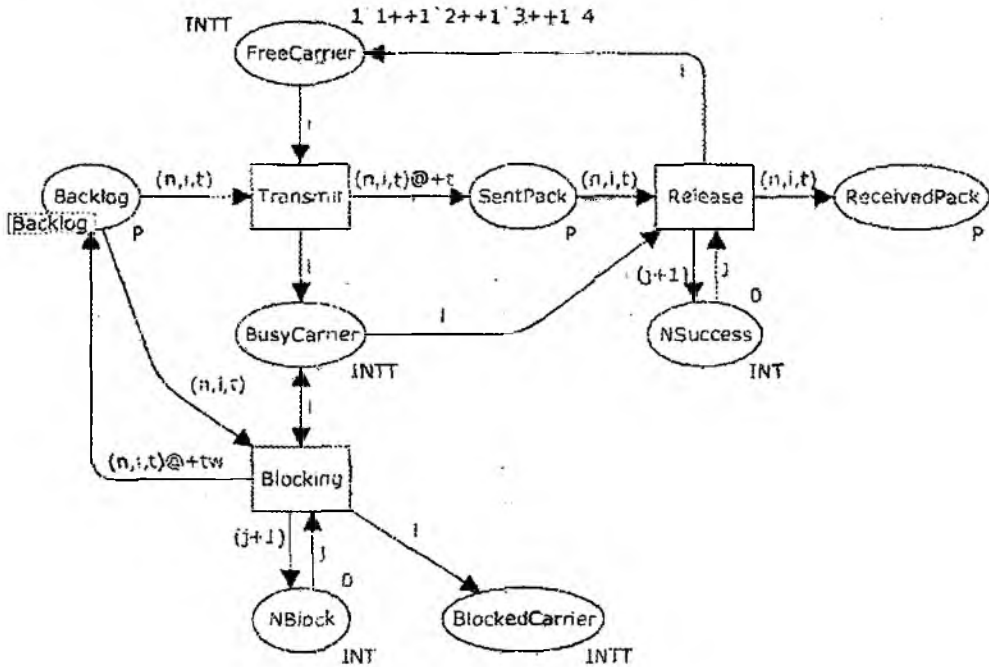 1`1++1`2++1`3++1`4
INTT
FreeCarrier
i
i
Backlog
(n,i,t)
Transmit
(n,i,t)@+t
SentPack
(n,i,t)
Release
(n,i,t)
ReceivedPack
Backlog
P
P
P
i
(j+1)
j
0
BusyCarrier
i
NSuccess
INTT
INT
(n,i,t)
i
(n,i,t)@+tw
Blocking
(j+1)
j
i
0
NBlock
BlockedCarrier
INT
INTT